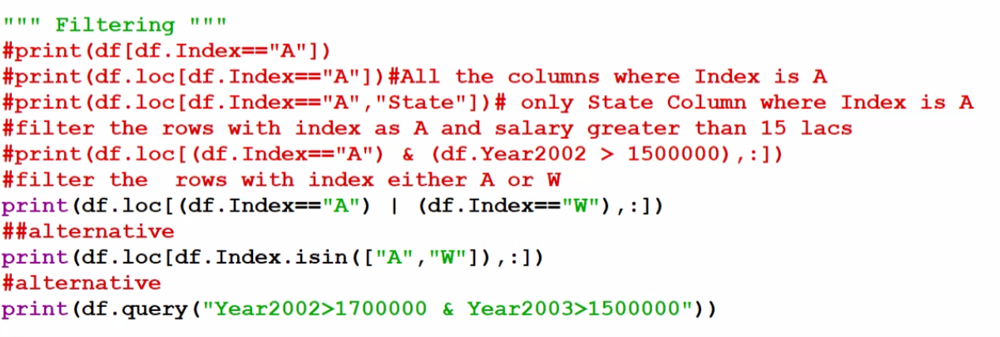 """ Filtering """
#print(df[df.Index=="A"])
#print(df.loc[df.Index=="A"])#All the columns where Index is A
#print(df.loc[df.Index=="A","State"])# only State Column where Index is A
#filter the rows with index as A and salary greater than 15 lacs
#print(df.loc[(df.Index=="A") & (df.Year2002 > 1500000),:])
#filter the  rows with index either A or W
print(df.loc[(df.Index=="A") | (df.Index=="W"),:])
##alternative
print(df.loc[df.Index.isin(["A","W"]),:])
#alternative
print(df.query("Year2002>1700000 & Year2003>1500000"))